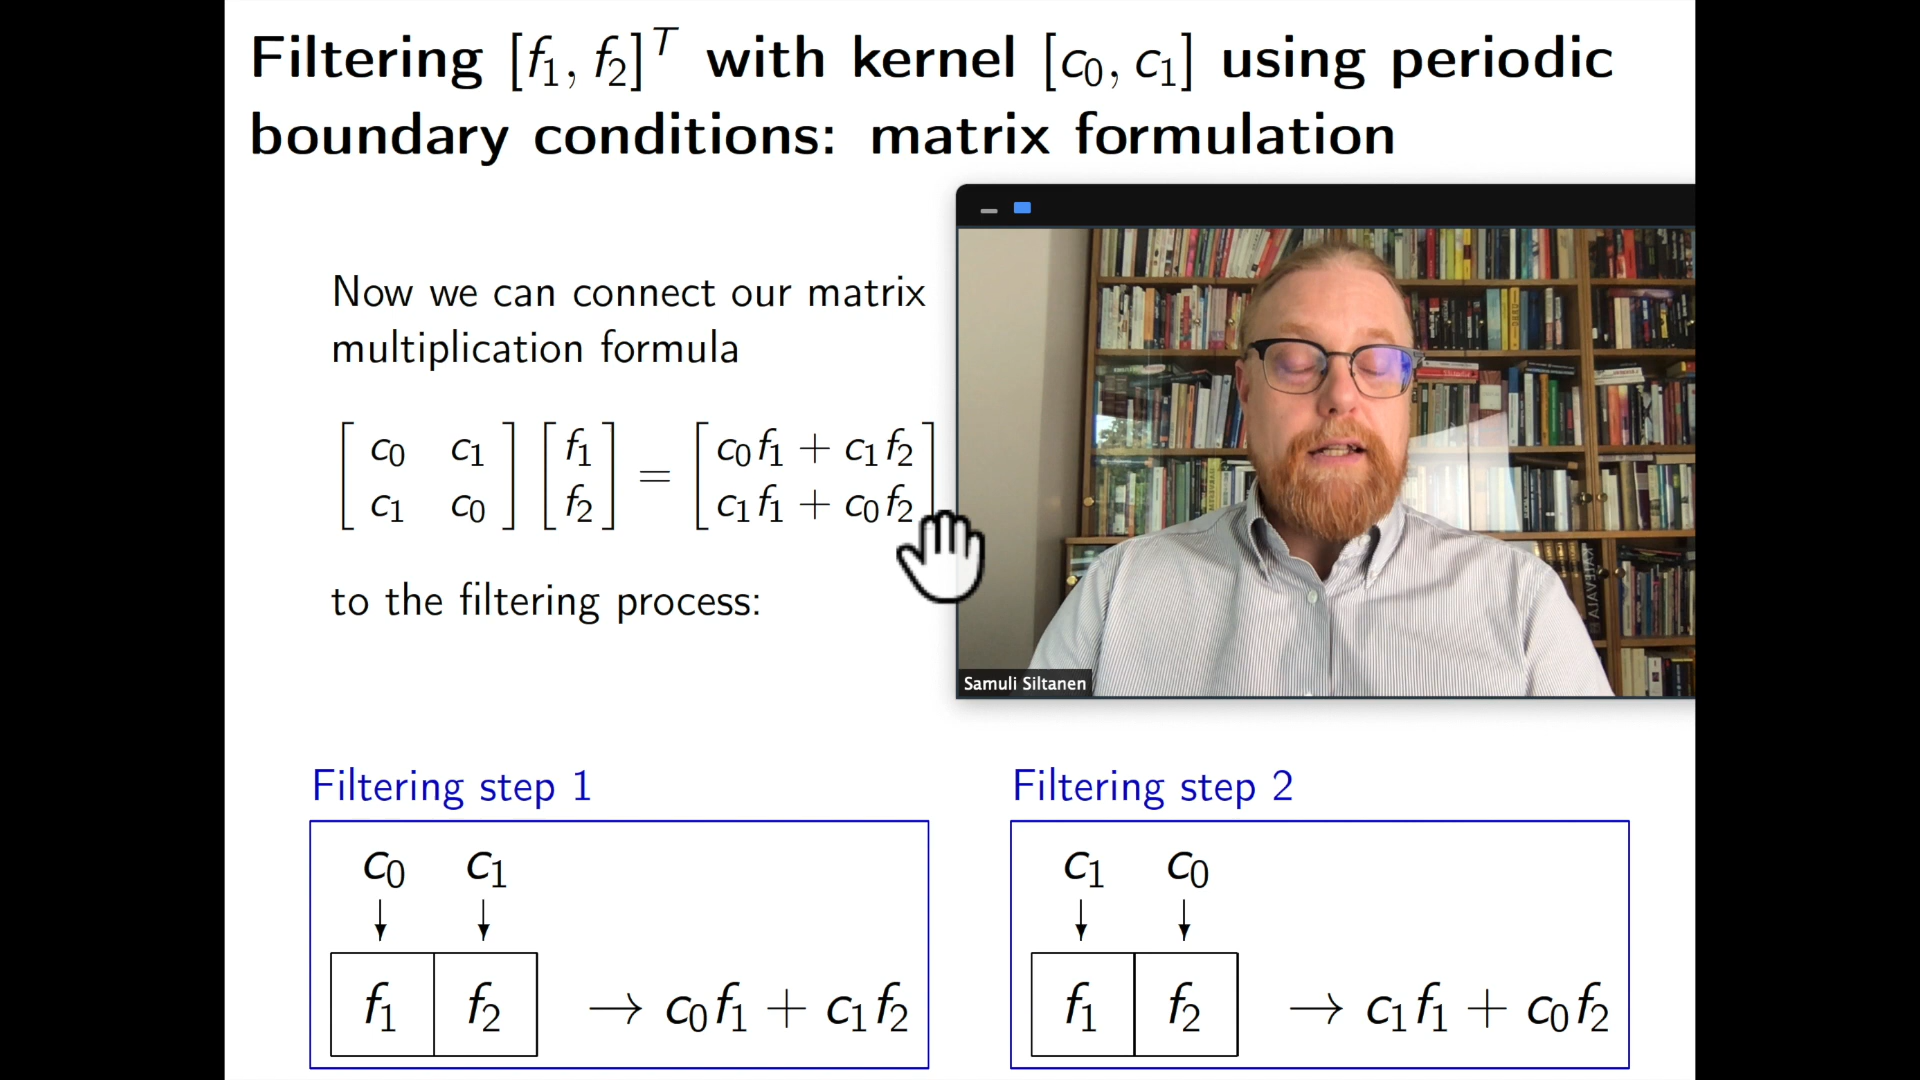 Filtering [f₁, f₂]ᵀ with kernel [c₀, c₁] using periodic
boundary conditions: matrix formulation
Now we can connect our matrix
multiplication formula
[ c₀ c₁ ] [ f₁ ] = [ c₀f₁ + c₁f₂ ]
[ c₁ c₀ ] [ f₂ ] [ c₁f₁ + c₀f₂ ]
to the filtering process:
KALEVALA
Samuli Siltanen
Filtering step 1
c₀ c₁
↓ ↓
f₁ f₂ → c₀f₁ + c₁f₂
Filtering step 2
c₁ c₀
↓ ↓
f₁ f₂ → c₁f₁ + c₀f₂